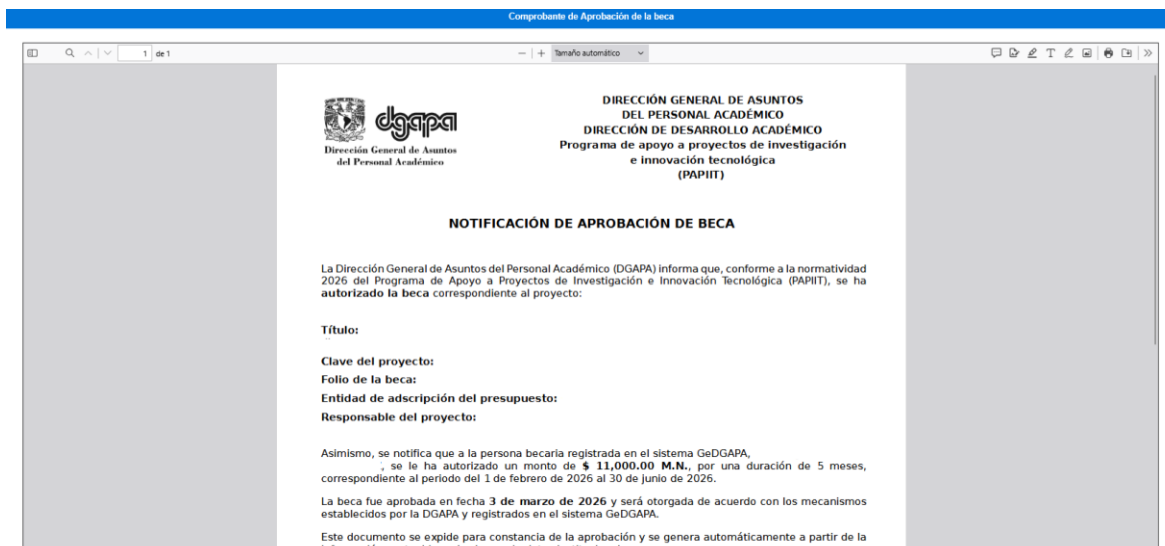 Comprobante de Aprobación de la beca
1 de 1
Tamaño automático
dgapa
Dirección General de Asuntos
del Personal Académico
DIRECCIÓN GENERAL DE ASUNTOS
DEL PERSONAL ACADÉMICO
DIRECCIÓN DE DESARROLLO ACADÉMICO
Programa de apoyo a proyectos de investigación
e innovación tecnológica
(PAPIIT)
NOTIFICACIÓN DE APROBACIÓN DE BECA
La Dirección General de Asuntos del Personal Académico (DGAPA) informa que, conforme a la normatividad
2026 del Programa de Apoyo a Proyectos de Investigación e Innovación Tecnológica (PAPIIT), se ha
autorizado la beca correspondiente al proyecto:
Título:
Clave del proyecto:
Folio de la beca:
Entidad de adscripción del presupuesto:
Responsable del proyecto:
Asimismo, se notifica que a la persona becaria registrada en el sistema GeDGAPA,
, se le ha autorizado un monto de $ 11,000.00 M.N., por una duración de 5 meses,
correspondiente al periodo del 1 de febrero de 2026 al 30 de junio de 2026.
La beca fue aprobada en fecha 3 de marzo de 2026 y será otorgada de acuerdo con los mecanismos
establecidos por la DGAPA y registrados en el sistema GeDGAPA.
Este documento se expide para constancia de la aprobación y se genera automáticamente a partir de la